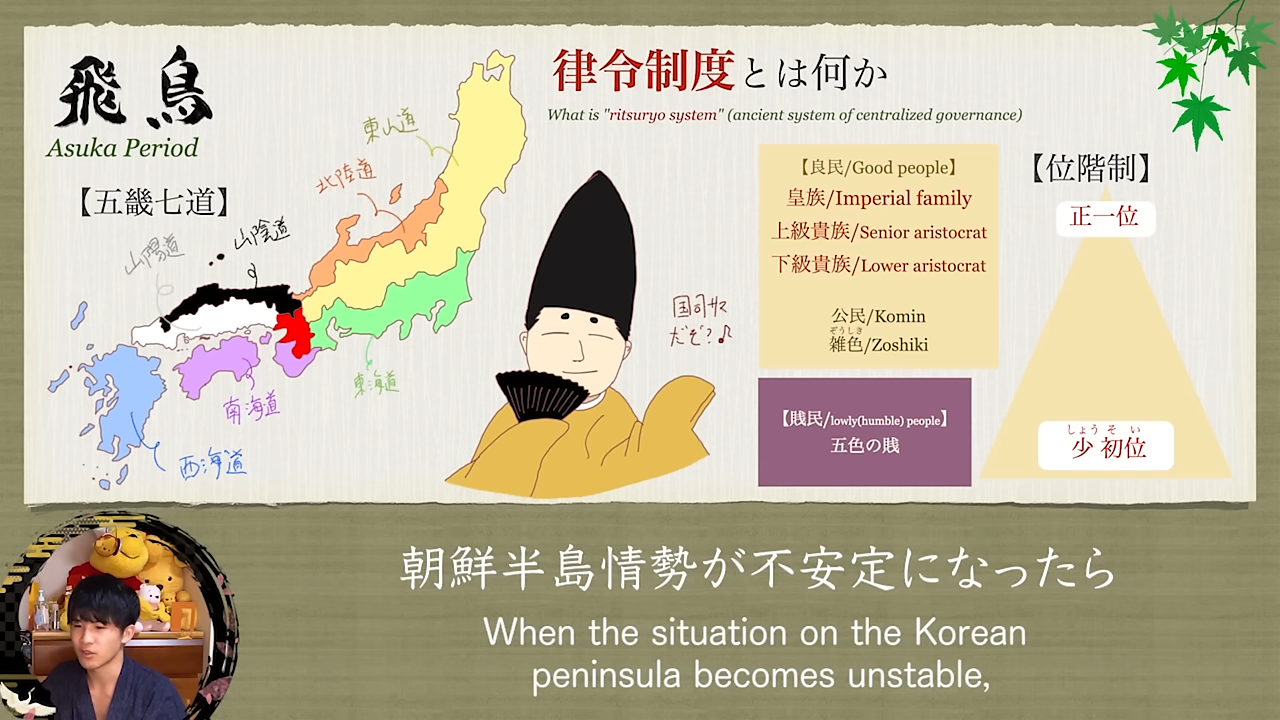 飛鳥
Asuka Period
【五畿七道】
東山道
北陸道
山陰道
山陽道
南海道
東海道
西海道
律令制度とは何か
What is "ritsuryo system" (ancient system of centralized governance)
国司サマ
だぞ?♪
【良民/Good people】
皇族/Imperial family
上級貴族/Senior aristocrat
下級貴族/Lower aristocrat
公民/Komin
ぞうしき
雑色/Zoshiki
【賎民/lowly(humble) people】
五色の賎
【位階制】
正一位
しょう そ い
少 初位
朝鮮半島情勢が不安定になったら
When the situation on the Korean
peninsula becomes unstable,